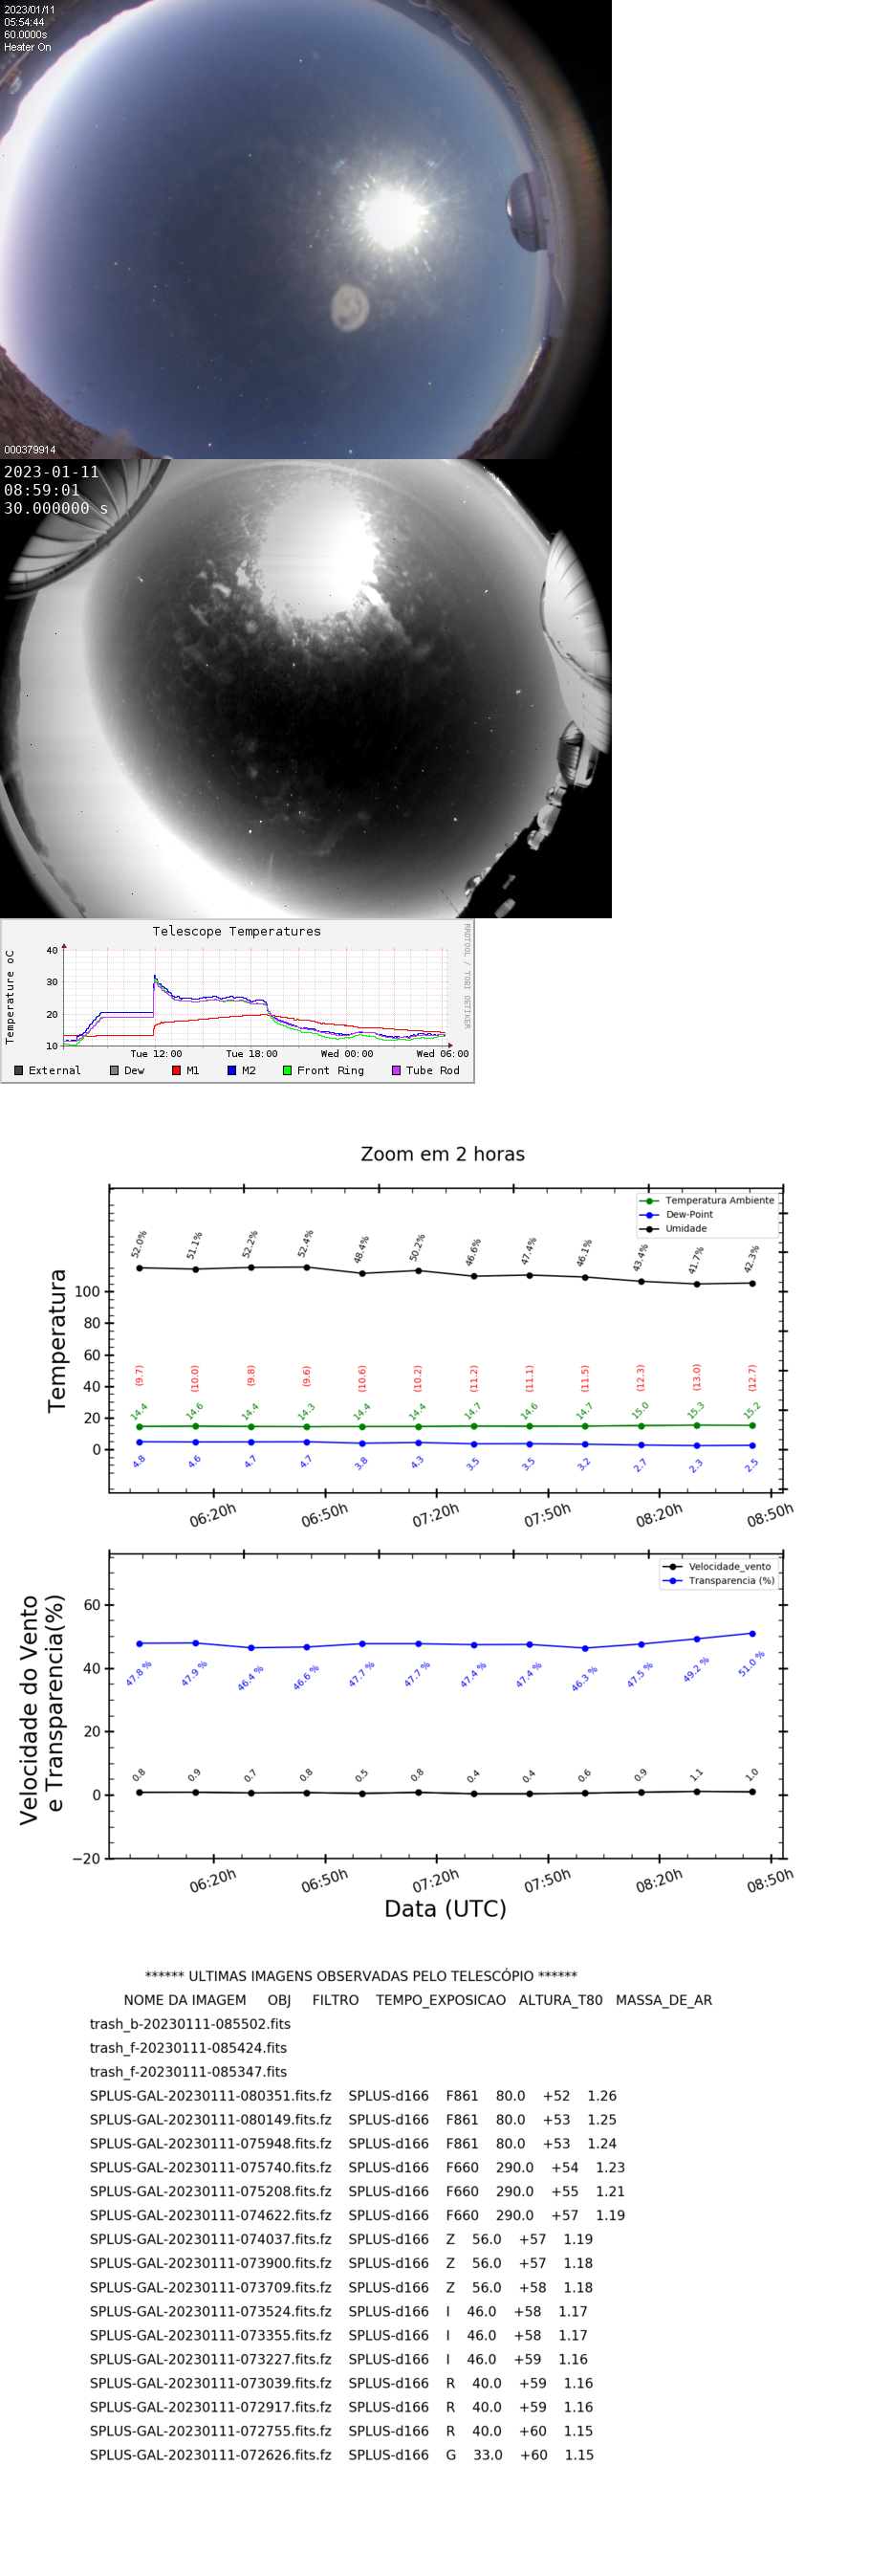 2023/01/11
05:54:44
60.0000s
Heater On
000379914
2023-01-11
08:59:01
30.000000 s
Telescope Temperatures
RRDTOOL / TOBI OETIKER
Temperature oC
40
30
20
10
Tue 12:00 Tue 18:00 Wed 00:00 Wed 06:00
External Dew M1 M2 Front Ring Tube Rod
Zoom em 2 horas
Temperatura Ambiente
Dew-Point
Umidade
Temperatura
52.0% 51.1% 52.2% 52.4% 48.4% 50.2% 46.6% 47.4% 46.1% 43.4% 41.7% 42.3%
100
80
60
40
20
0
(9.7) (10.0) (9.8) (9.6) (10.6) (10.2) (11.2) (11.1) (11.5) (12.3) (13.0) (12.7)
14.4 14.6 14.4 14.3 14.4 14.4 14.7 14.6 14.7 15.0 15.3 15.2
4.8 4.6 4.7 4.7 3.8 4.3 3.5 3.5 3.2 2.7 2.3 2.5
06:20h 06:50h 07:20h 07:50h 08:20h 08:50h
Velocidade_vento
Transparencia (%)
Velocidade do Vento
e Transparencia(%)
60
40
20
0
−20
47.8 % 47.9 % 46.4 % 46.6 % 47.7 % 47.7 % 47.4 % 47.4 % 46.3 % 47.5 % 49.2 % 51.0 %
0.8 0.9 0.7 0.8 0.5 0.8 0.4 0.4 0.6 0.9 1.1 1.0
06:20h 06:50h 07:20h 07:50h 08:20h 08:50h
Data (UTC)
****** ULTIMAS IMAGENS OBSERVADAS PELO TELESCÓPIO ******
NOME DA IMAGEM OBJ FILTRO TEMPO_EXPOSICAO ALTURA_T80 MASSA_DE_AR
trash_b-20230111-085502.fits
trash_f-20230111-085424.fits
trash_f-20230111-085347.fits
SPLUS-GAL-20230111-080351.fits.fz SPLUS-d166 F861 80.0 +52 1.26
SPLUS-GAL-20230111-080149.fits.fz SPLUS-d166 F861 80.0 +53 1.25
SPLUS-GAL-20230111-075948.fits.fz SPLUS-d166 F861 80.0 +53 1.24
SPLUS-GAL-20230111-075740.fits.fz SPLUS-d166 F660 290.0 +54 1.23
SPLUS-GAL-20230111-075208.fits.fz SPLUS-d166 F660 290.0 +55 1.21
SPLUS-GAL-20230111-074622.fits.fz SPLUS-d166 F660 290.0 +57 1.19
SPLUS-GAL-20230111-074037.fits.fz SPLUS-d166 Z 56.0 +57 1.19
SPLUS-GAL-20230111-073900.fits.fz SPLUS-d166 Z 56.0 +57 1.18
SPLUS-GAL-20230111-073709.fits.fz SPLUS-d166 Z 56.0 +58 1.18
SPLUS-GAL-20230111-073524.fits.fz SPLUS-d166 I 46.0 +58 1.17
SPLUS-GAL-20230111-073355.fits.fz SPLUS-d166 I 46.0 +58 1.17
SPLUS-GAL-20230111-073227.fits.fz SPLUS-d166 I 46.0 +59 1.16
SPLUS-GAL-20230111-073039.fits.fz SPLUS-d166 R 40.0 +59 1.16
SPLUS-GAL-20230111-072917.fits.fz SPLUS-d166 R 40.0 +59 1.16
SPLUS-GAL-20230111-072755.fits.fz SPLUS-d166 R 40.0 +60 1.15
SPLUS-GAL-20230111-072626.fits.fz SPLUS-d166 G 33.0 +60 1.15